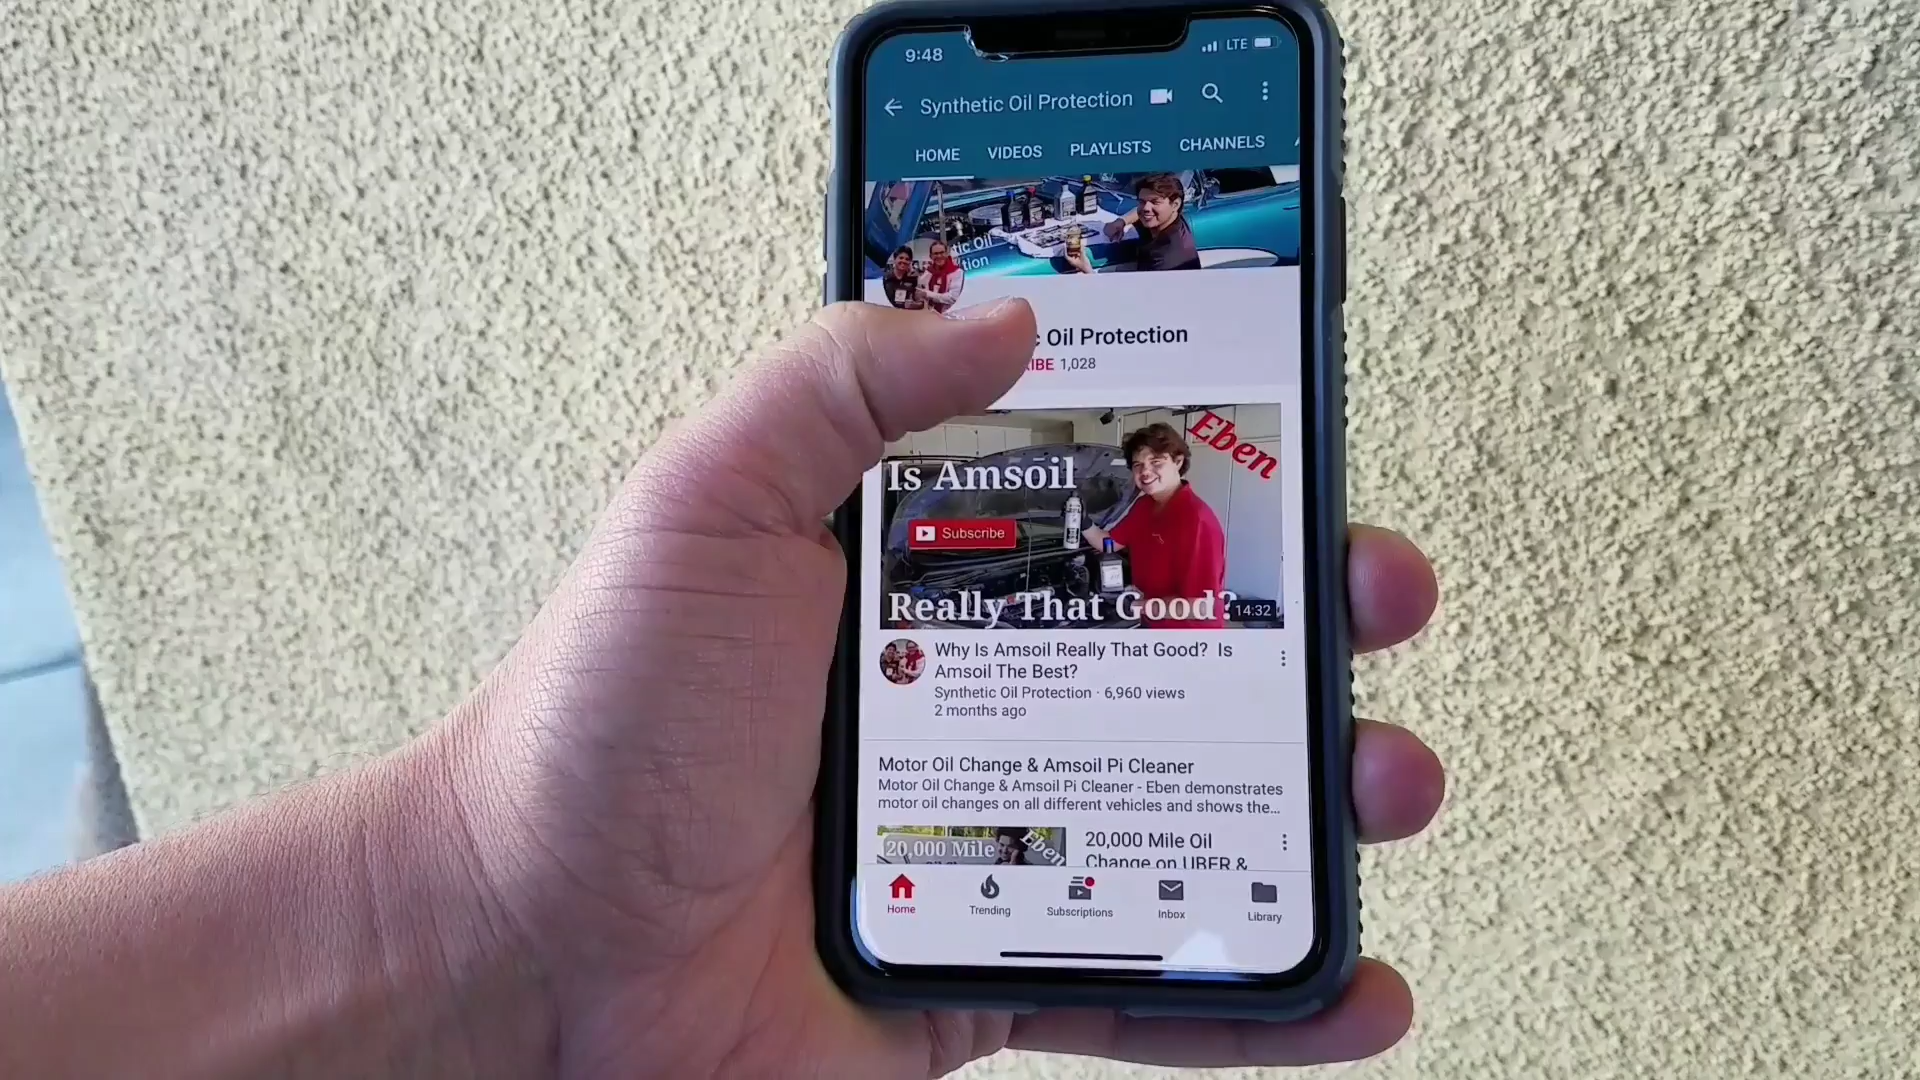 9:48 LTE
Synthetic Oil Protection
HOME VIDEOS PLAYLISTS CHANNELS
Oil Protection
1,028
Eben
Is Amsoil
Subscribe
Really That Good?
14:32
Why Is Amsoil Really That Good? Is
Amsoil The Best?
Synthetic Oil Protection · 6,960 views
2 months ago
Motor Oil Change & Amsoil Pi Cleaner
Motor Oil Change & Amsoil Pi Cleaner - Eben demonstrates
motor oil changes on all different vehicles and shows the...
20,000 Mile
Eben
20,000 Mile Oil
Change on UBER &
Home Trending Subscriptions Inbox Library